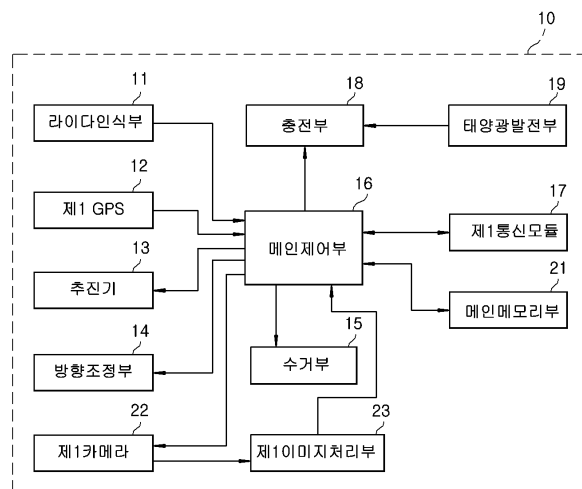 10
11
라이다인식부
18
충전부
19
태양광발전부
12
제1 GPS
16
메인제어부
17
제1통신모듈
13
추진기
21
메인메모리부
14
방향조정부
15
수거부
22
제1카메라
23
제1이미지처리부